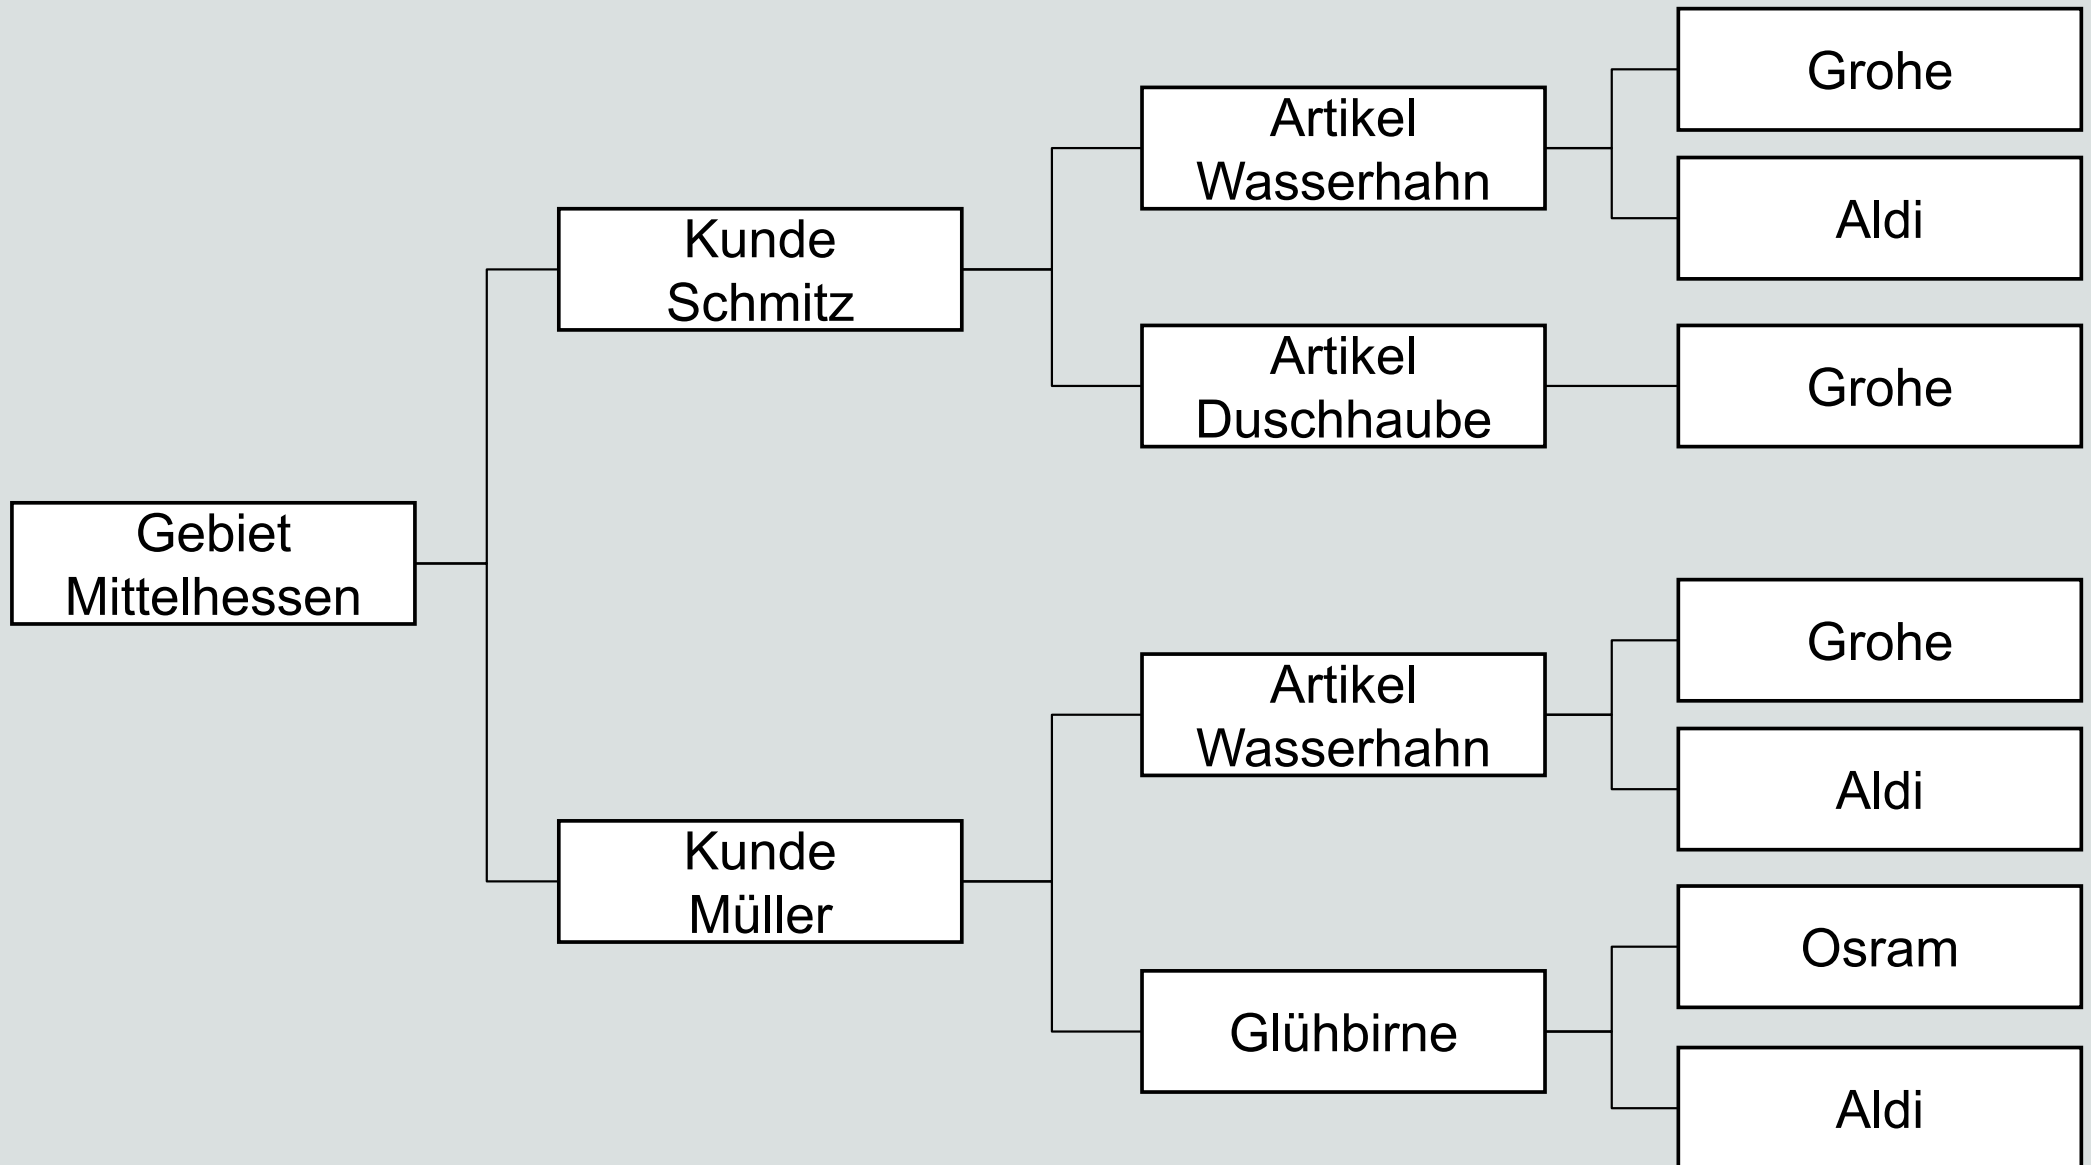 Gebiet
Mittelhessen
Kunde
Schmitz
Artikel
Wasserhahn
Grohe
Aldi
Artikel
Duschhaube
Grohe
Kunde
Müller
Artikel
Wasserhahn
Grohe
Aldi
Glühbirne
Osram
Aldi